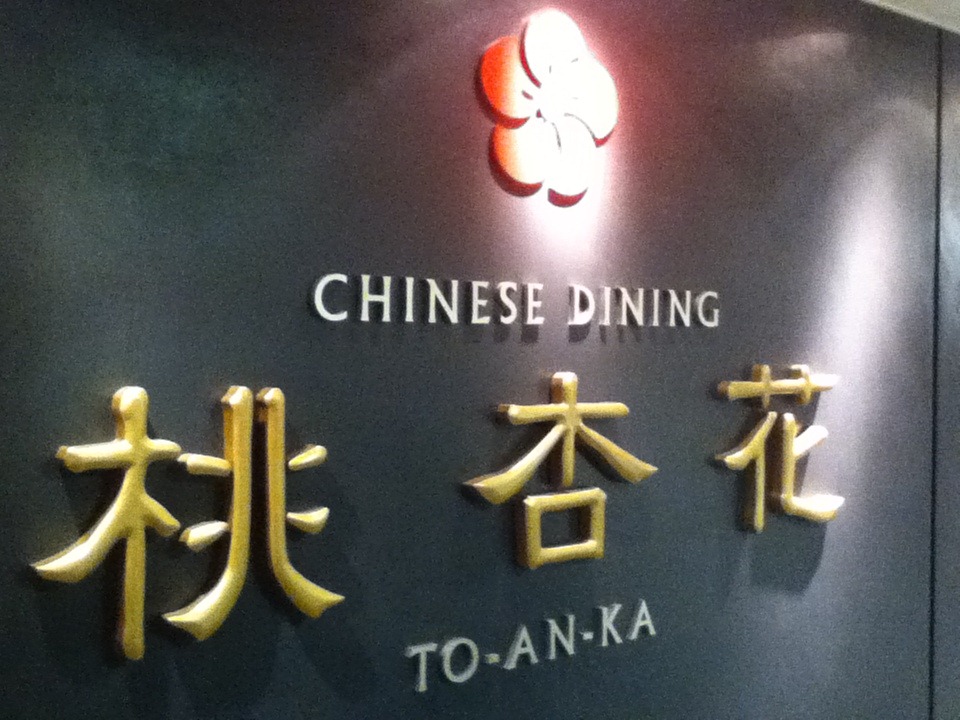 CHINESE DINING
桃杏花
TO-AN-KA